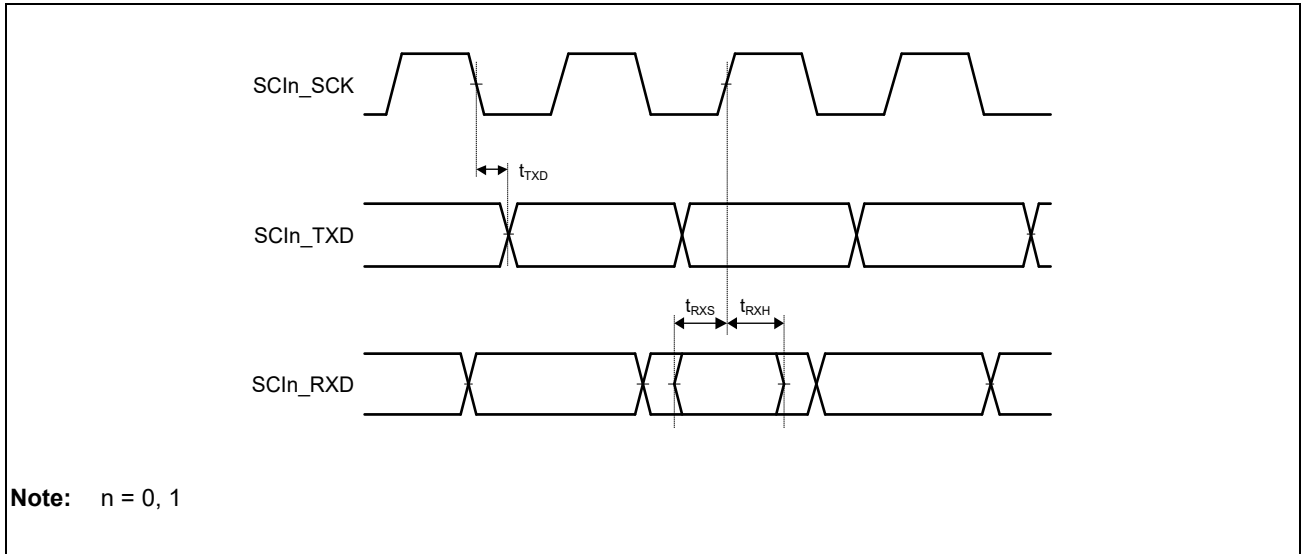 SCIn_SCK
tTXD
SCIn_TXD
tRXS tRXH
SCIn_RXD
Note: n = 0, 1